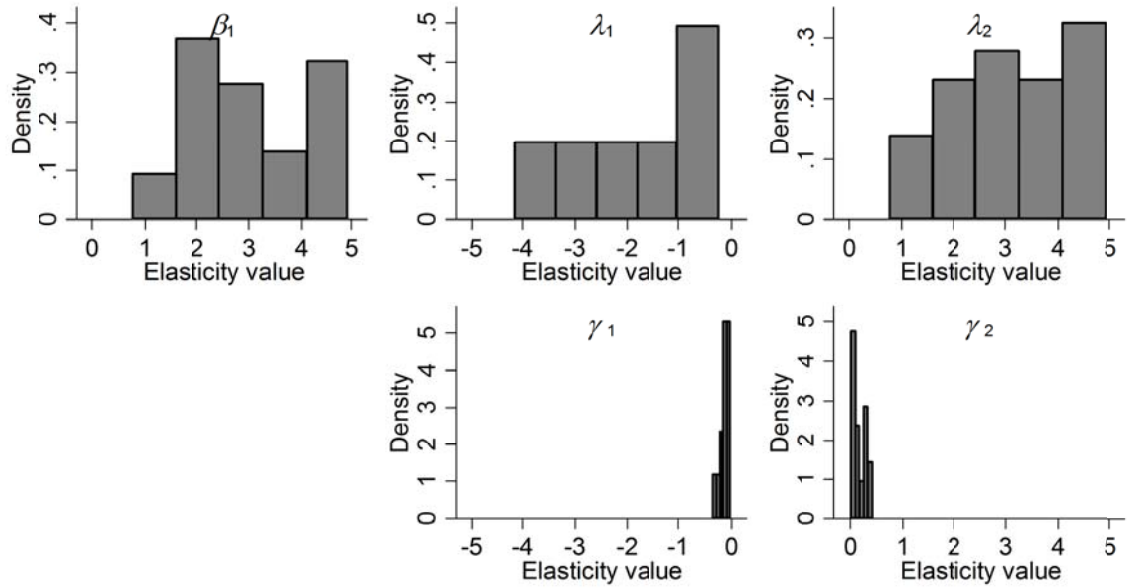 β1
Density
0 .1 .2 .3 .4
0 1 2 3 4 5
Elasticity value
λ1
Density
0 .1 .2 .3 .4 .5
-5 -4 -3 -2 -1 0
Elasticity value
λ2
Density
0 .1 .2 .3
0 1 2 3 4 5
Elasticity value
γ 1
Density
0 1 2 3 4 5
-5 -4 -3 -2 -1 0
Elasticity value
γ 2
Density
0 1 2 3 4 5
0 1 2 3 4 5
Elasticity value